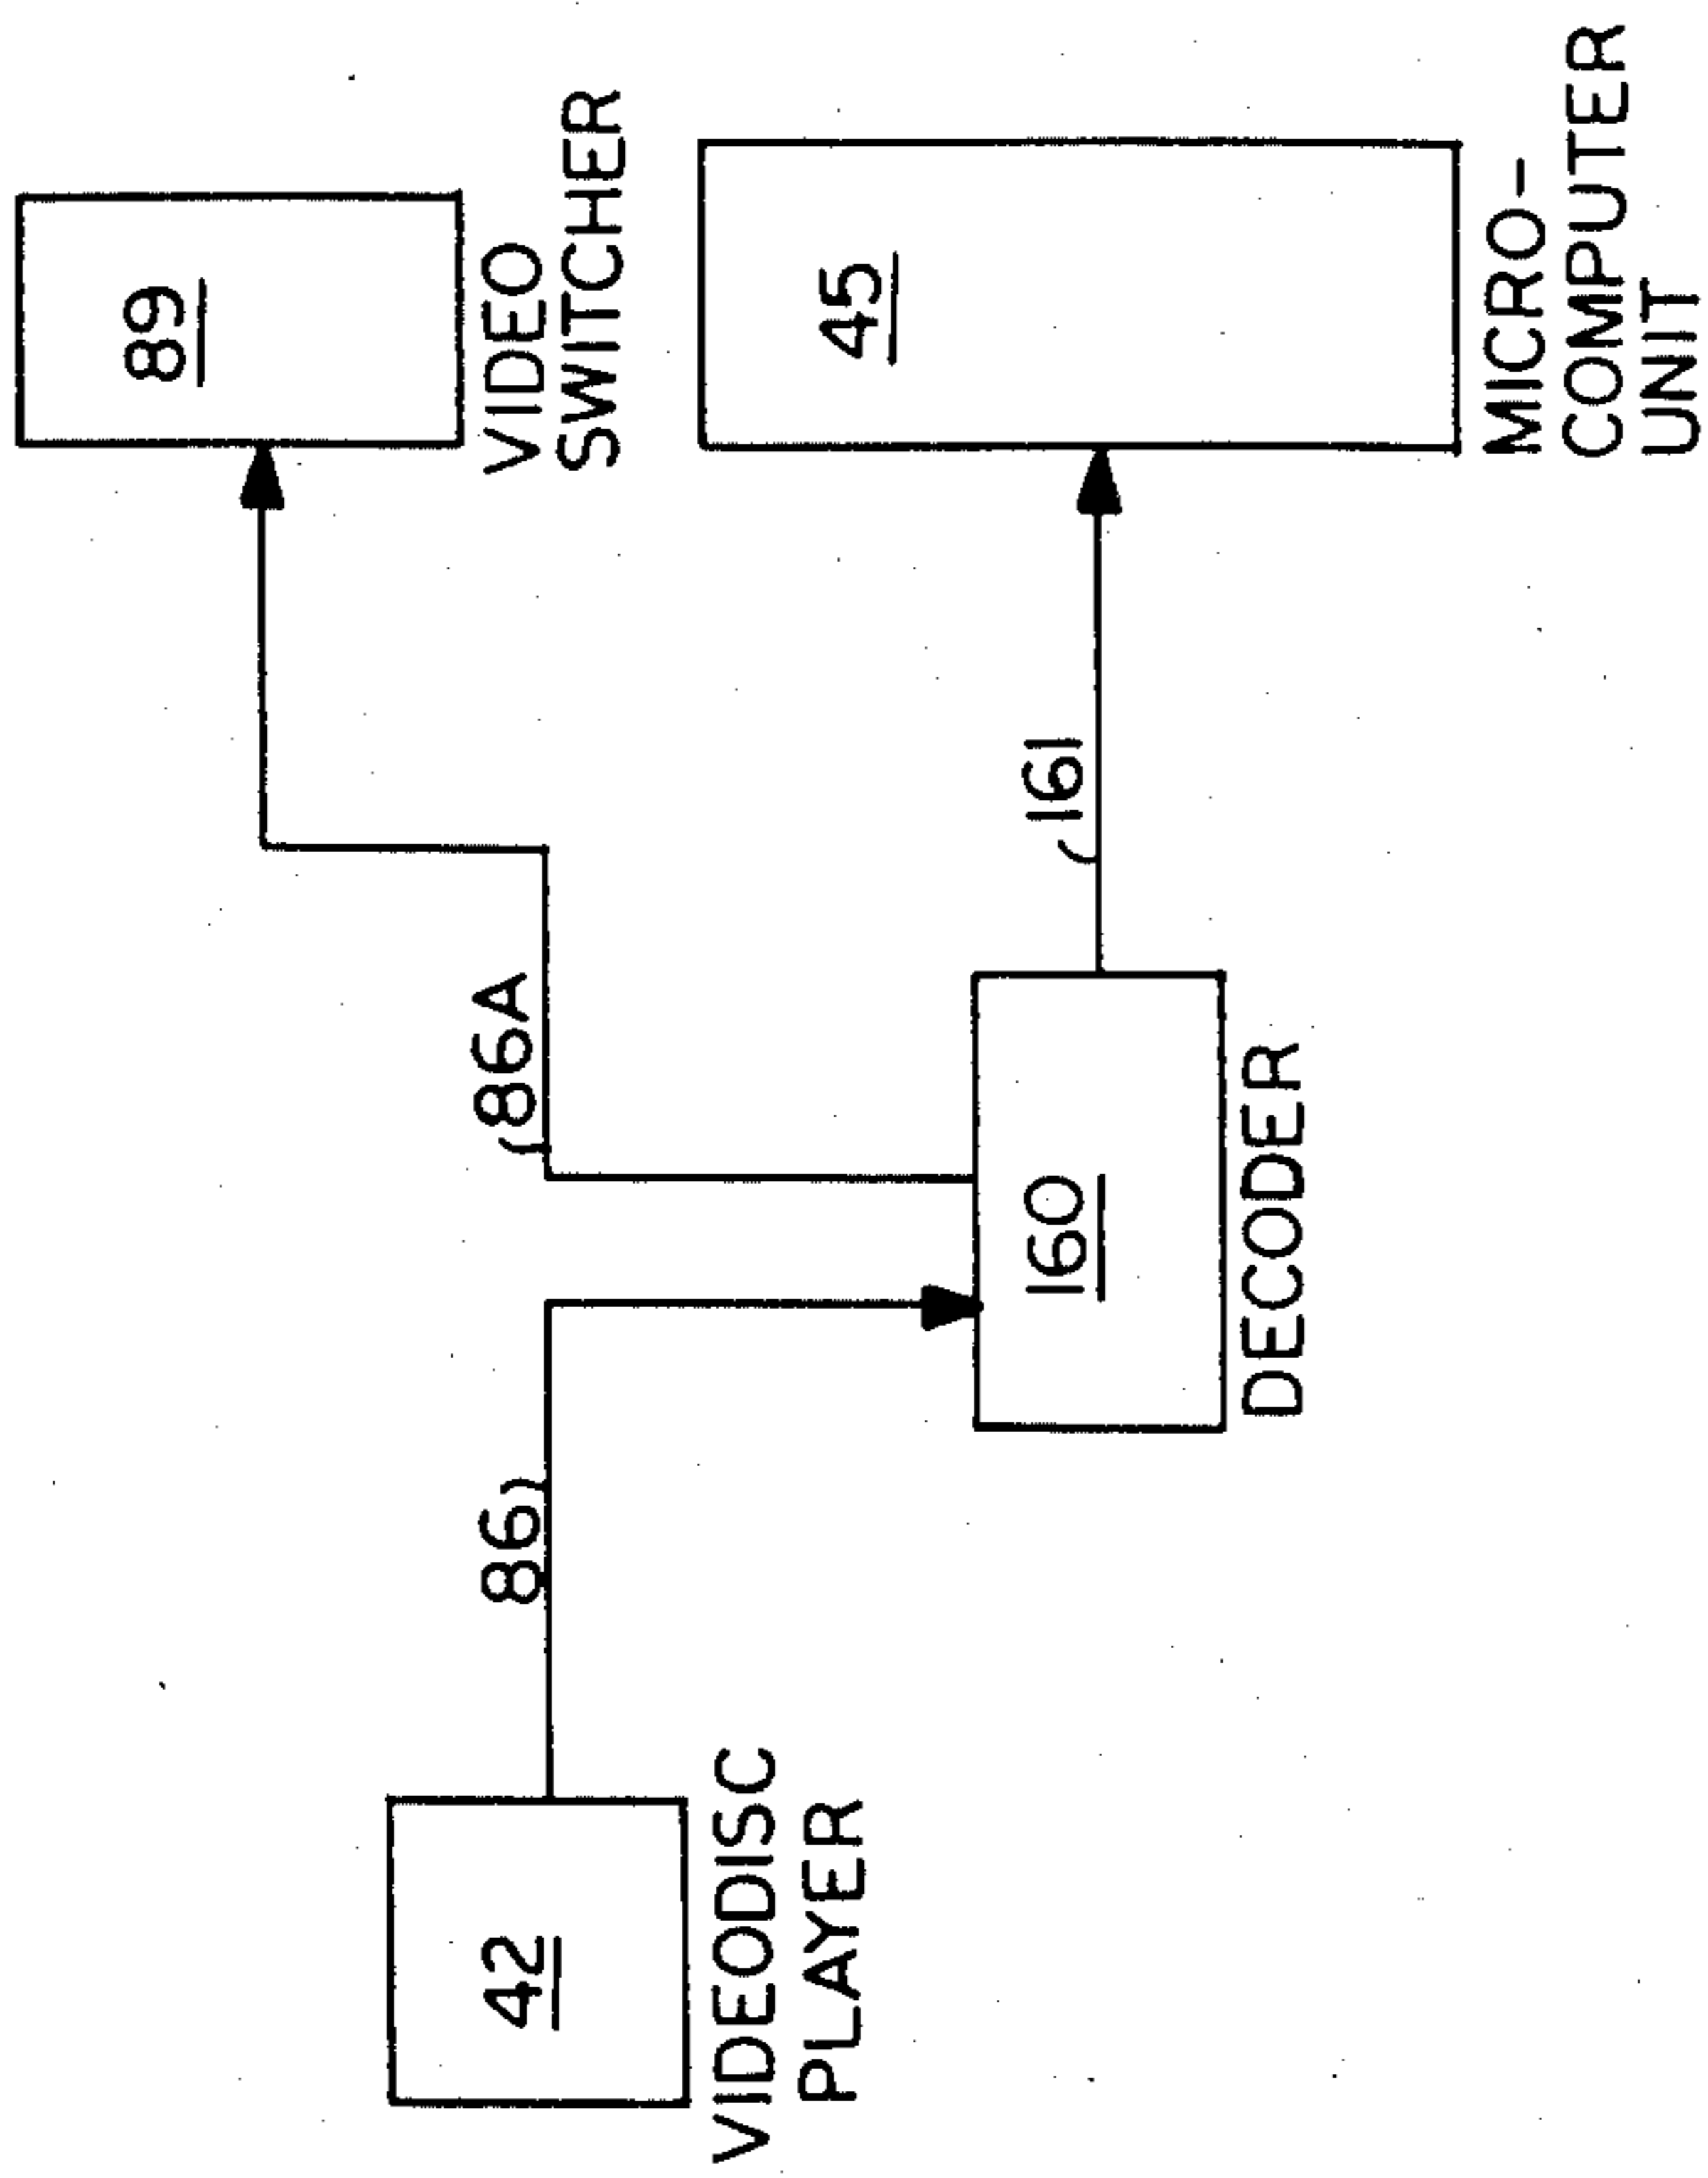 89
VIDEO
SWITCHER
86A
86
42
VIDEODISC
PLAYER
161
45
160
DECODER
MICRO-
COMPUTER
UNIT